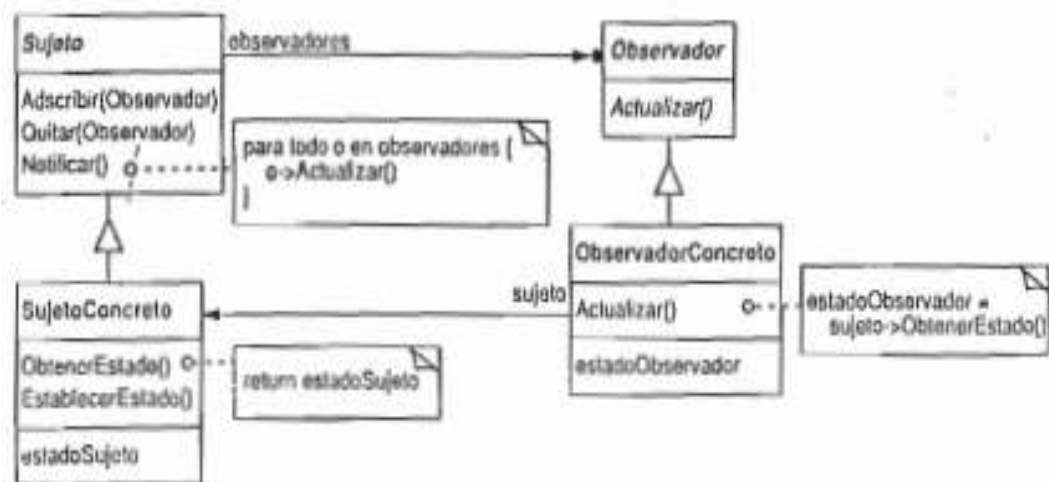 Sujeto
Adscribir(Observador)
Quitar(Observador)
Notificar()
observadores
Observador
Actualizar()
para todo o en observadores {
o->Actualizar()
}
SujetoConcreto
ObtenerEstado()
EstablecerEstado()
estadoSujeto
return estadoSujeto
sujeto
ObservadorConcreto
Actualizar()
estadoObservador
estadoObservador =
sujeto->ObtenerEstado()